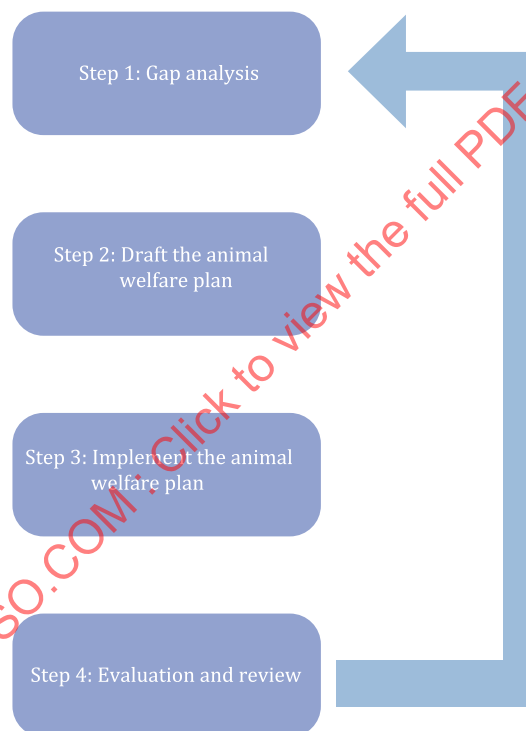 Step 1: Gap analysis
Step 2: Draft the animal
welfare plan
Step 3: Implement the animal
welfare plan
Step 4: Evaluation and review
SO.COM : Click to view the full PDF